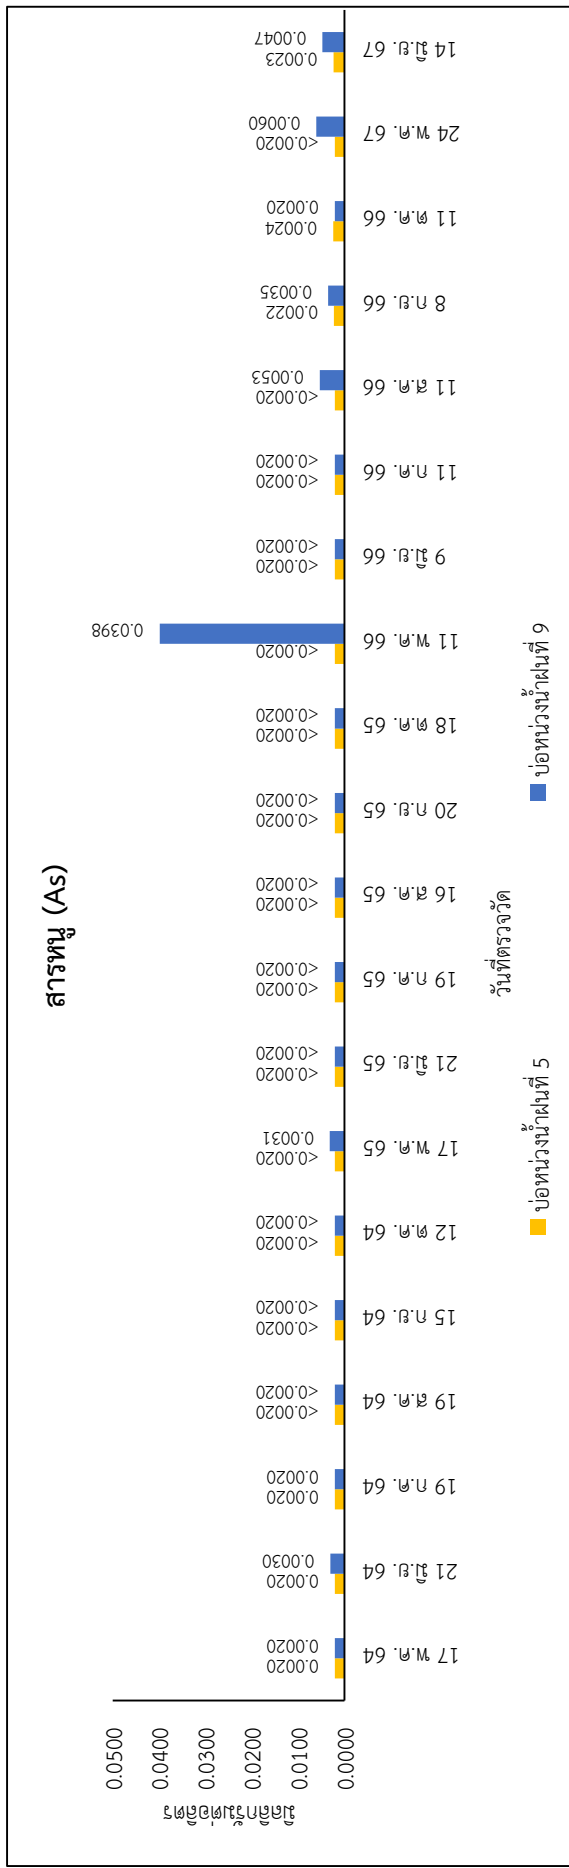 สารหนู (As)
มิลลิกรัมต่อลิตร
0.0500
0.0400
0.0300
0.0200
0.0100
0.0000
0.0020
0.0020
0.0020
0.0030
0.0020
0.0020
<0.0020
<0.0020
<0.0020
<0.0020
<0.0020
<0.0020
<0.0020
0.0031
<0.0020
<0.0020
<0.0020
<0.0020
<0.0020
<0.0020
<0.0020
<0.0020
<0.0020
<0.0020
<0.0020
0.0398
<0.0020
<0.0020
<0.0020
<0.0020
<0.0020
0.0053
0.0022
0.0035
0.0024
0.0020
<0.0020
0.0060
0.0023
0.0047
17 พ.ค. 64
21 มิ.ย. 64
19 ก.ค. 64
19 ส.ค. 64
15 ก.ย. 64
12 ต.ค. 64
17 พ.ค. 65
21 มิ.ย. 65
19 ก.ค. 65
16 ส.ค. 65
20 ก.ย. 65
18 ต.ค. 65
11 พ.ค. 66
9 มิ.ย. 66
11 ก.ค. 66
11 ส.ค. 66
8 ก.ย. 66
11 ต.ค. 66
24 พ.ค. 67
14 มิ.ย. 67
วันที่ตรวจวัด
บ่อหน่วงน้ำฝนที่ 5
บ่อหน่วงน้ำฝนที่ 9